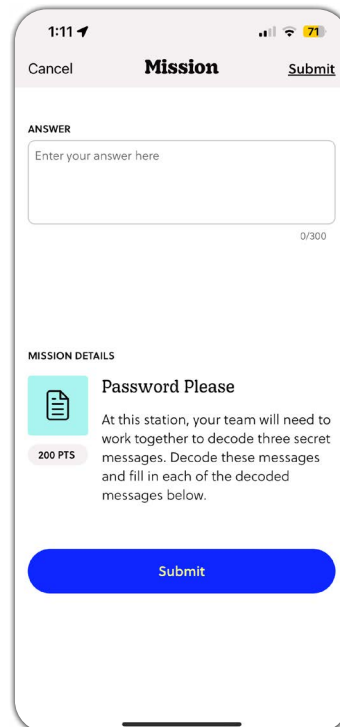 1:11
71
Cancel
Mission
Submit
ANSWER
Enter your answer here
0/300
MISSION DETAILS
Password Please
At this station, your team will need to
work together to decode three secret
messages. Decode these messages
and fill in each of the decoded
messages below.
200 PTS
Submit